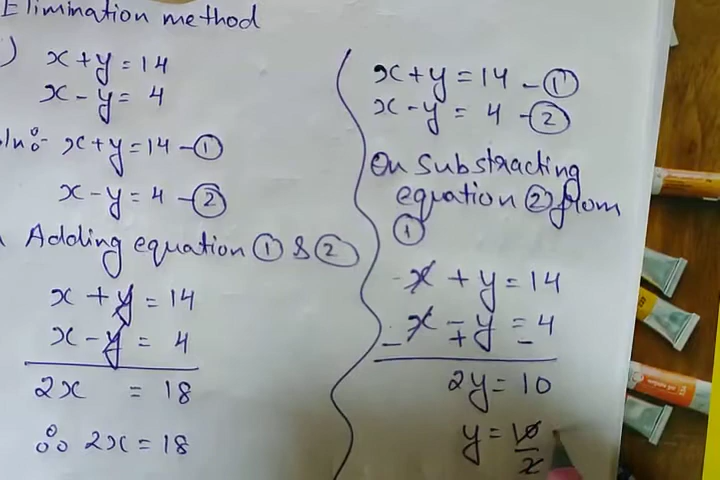 Elimination method
) x + y = 14
x - y = 4
ln:- x + y = 14 - ①
x - y = 4 - ②
Adding equation ① & ②
x + y = 14
x - y = 4
2x = 18
∴ 2x = 18
x + y = 14 - ①
x - y = 4 - ②
On Substracting
equation ② from
①
x + y = 14
- x - y = 4
+ -
2y = 10
y = 10/2